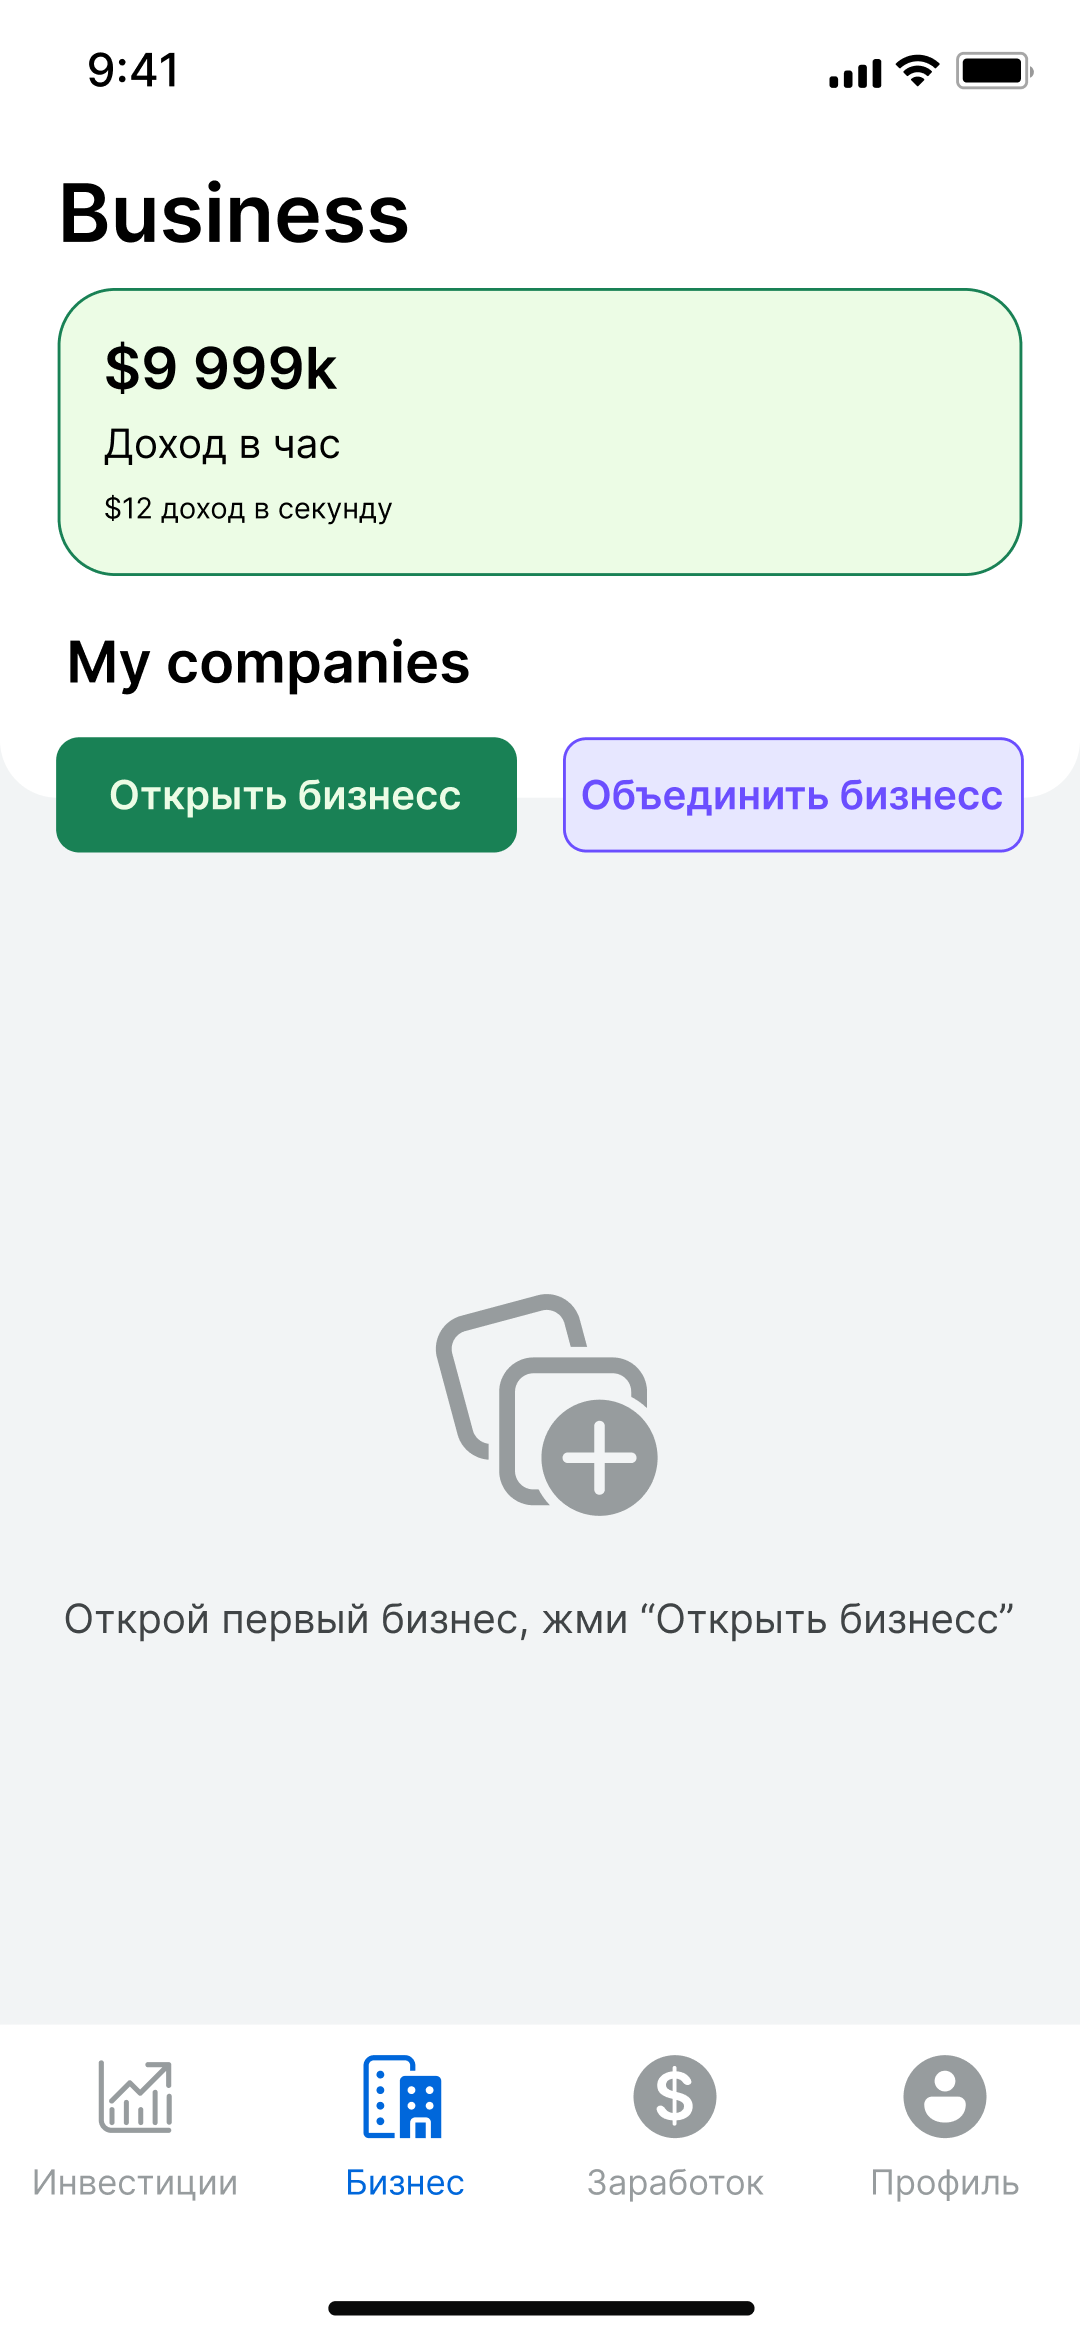 9:41
Business
$9 999k
Доход в час
$12 доход в секунду
My companies
Открыть бизнесс
Объединить бизнесс
Открой первый бизнес, жми “Открыть бизнесс”
Инвестиции
Бизнес
Заработок
Профиль